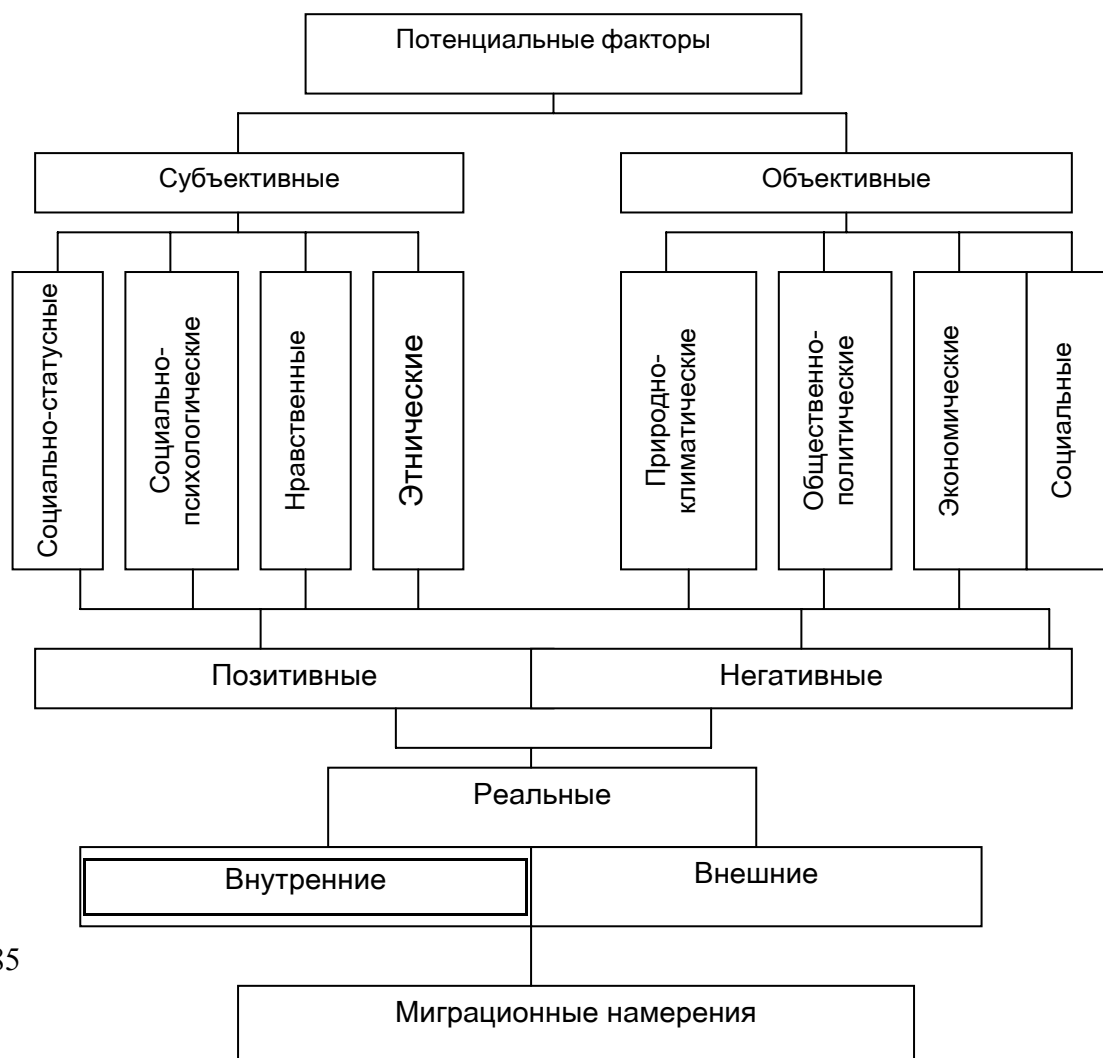 Потенциальные факторы
Субъективные
Объективные
Социально-статусные
Социально-
психологические
Нравственные
Этнические
Природно-
климатические
Общественно-
политические
Экономические
Социальные
Позитивные
Негативные
Реальные
Внутренние
Внешние
85
Миграционные намерения